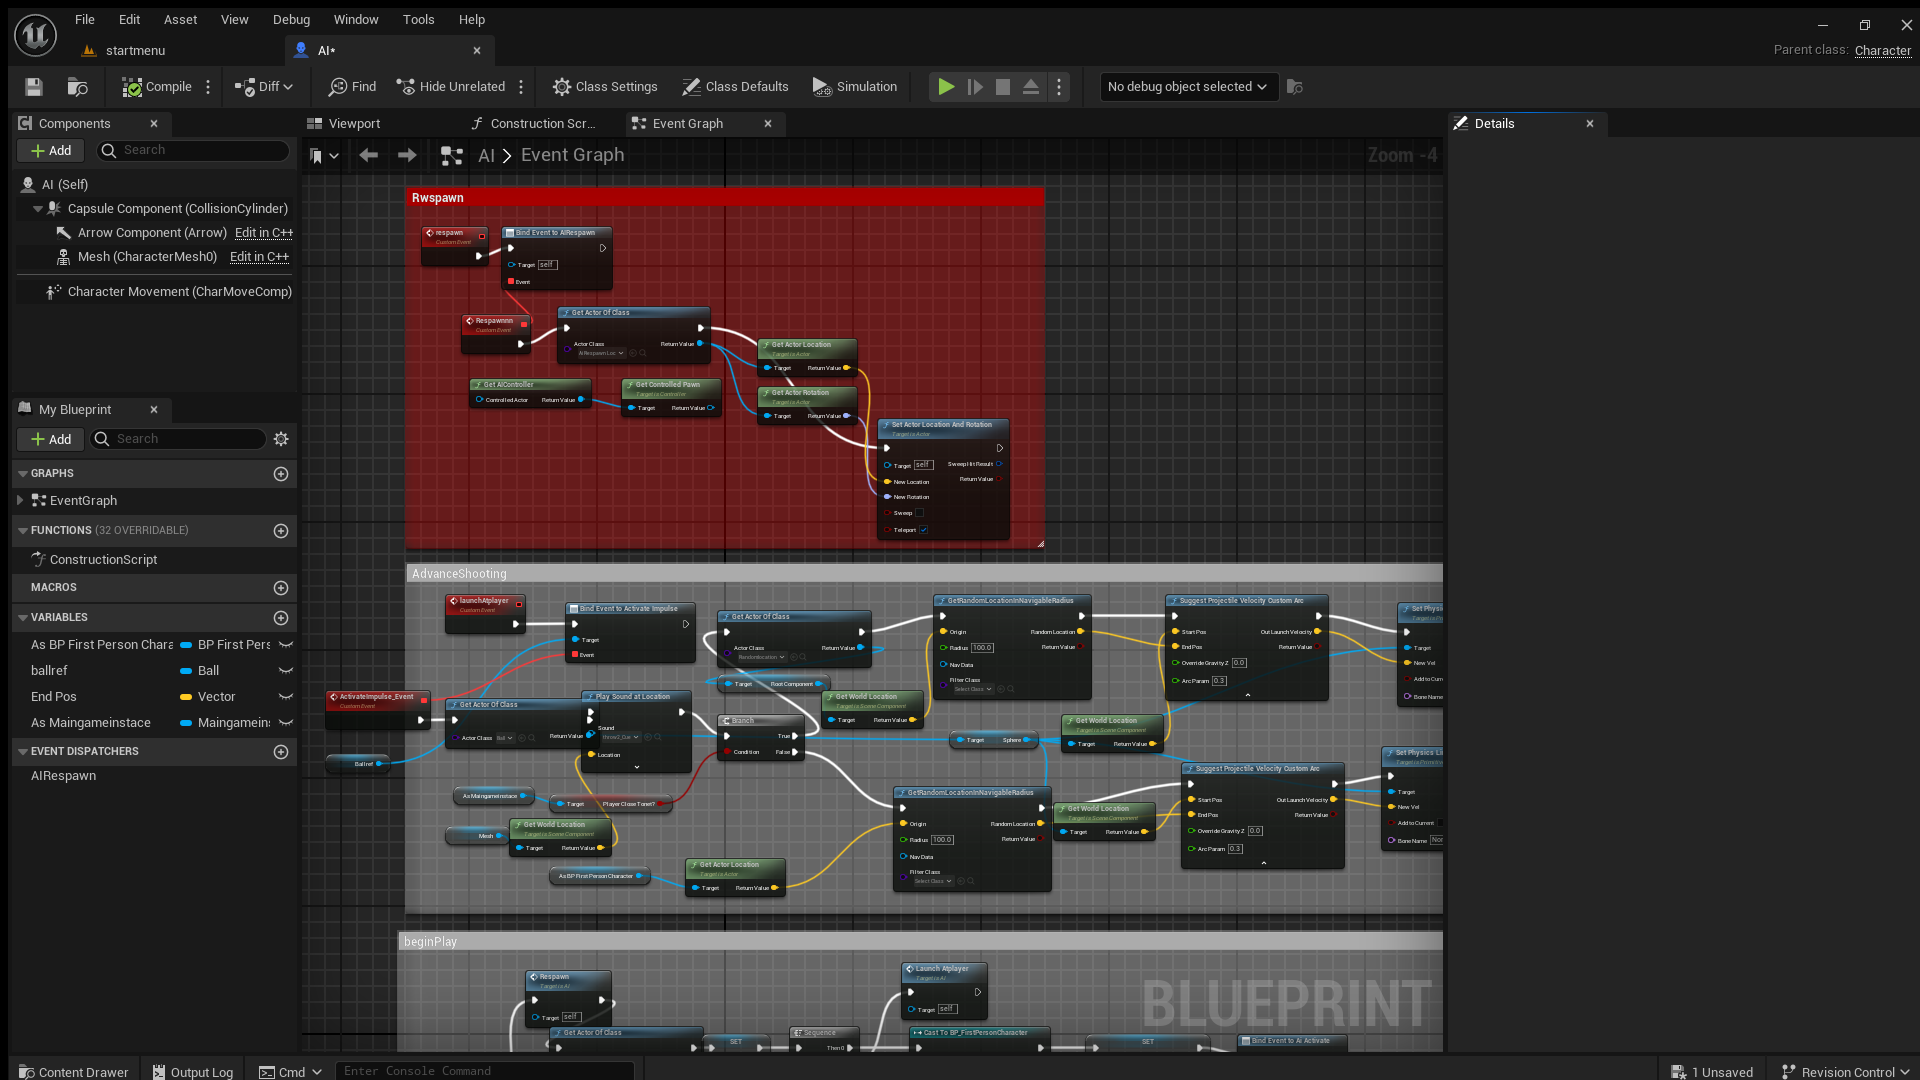 File Edit Asset View Debug Window Tools Help
startmenu
AI*
Parent class: Character
Compile
Diff
Find
Hide Unrelated
Class Settings
Class Defaults
Simulation
No debug object selected
Components
Add
Search
AI (Self)
Capsule Component (CollisionCylinder)
Arrow Component (Arrow) Edit in C++
Mesh (CharacterMesh0) Edit in C++
Character Movement (CharMoveComp)
My Blueprint
Add
Search
GRAPHS
EventGraph
FUNCTIONS (32 OVERRIDABLE)
ConstructionScript
MACROS
VARIABLES
As BP First Person Chara BP First Pers
ballref Ball
End Pos Vector
As Maingameinstace Maingamein
EVENT DISPATCHERS
AIRespawn
Viewport
Construction Scr...
Event Graph
AI > Event Graph
Zoom -4
Rwspawn
respawn
Custom Event
Bind Event to AIRespawn
Target self
Event
Respawnnn
Custom Event
Get Actor Of Class
Actor Class Return Value
AIRespawn Loc
Get AIController
Controlled Actor Return Value
Get Controlled Pawn
Target is Controller
Target Return Value
Get Actor Location
Target is Actor
Target Return Value
Get Actor Rotation
Target is Actor
Target Return Value
Set Actor Location And Rotation
Target is Actor
Target self Sweep Hit Result
Return Value
New Location
New Rotation
Sweep
Teleport
AdvanceShooting
launchAtplayer
Custom Event
Bind Event to Activate Impulse
Target
Event
Get Actor Of Class
Actor Class Return Value
Randomlocation
Target Root Component
GetRandomLocationInNavigableRadius
Origin Random Location
Radius 100.0 Return Value
Nav Data
Filter Class
Select Class
Suggest Projectile Velocity Custom Arc
Start Pos Out Launch Velocity
End Pos Return Value
Override Gravity Z 0.0
Arc Param 0.3
Set Physi
Target
New Vel
Add to Curr
Bone Name
ActivateImpulse_Event
Custom Event
Get Actor Of Class
Actor Class Ball Return Value
Ball ref
Play Sound at Location
Sound
throw2_Cue
Location
Branch
True
Condition False
Get World Location
Target is Scene Component
Target Return Value
Target Sphere
Get World Location
Target is Scene Component
Target Return Value
As Maingameinstace
Target Player Close Toner?
Mesh
Get World Location
Target is Scene Component
Target Return Value
As BP First Person Character
Get Actor Location
Target is Actor
Target Return Value
GetRandomLocationInNavigableRadius
Origin Random Location
Radius 100.0 Return Value
Nav Data
Filter Class
Select Class
Get World Location
Target is Scene Component
Target Return Value
Suggest Projectile Velocity Custom Arc
Start Pos Out Launch Velocity
End Pos Return Value
Override Gravity Z 0.0
Arc Param 0.3
Set Physics Li
Target
New Vel
Add to Current
Bone Name Non
beginPlay
Respawn
Target is AI
Target self
Get Actor Of Class
SET
Sequence
Then 0
Launch Atplayer
Target is AI
Target self
Cast To BP_FirstPersonCharacter
SET
Bind Event to Ai Activate
BLUEPRINT
Details
Content Drawer
Output Log
Cmd
Enter Console Command
1 Unsaved
Revision Control